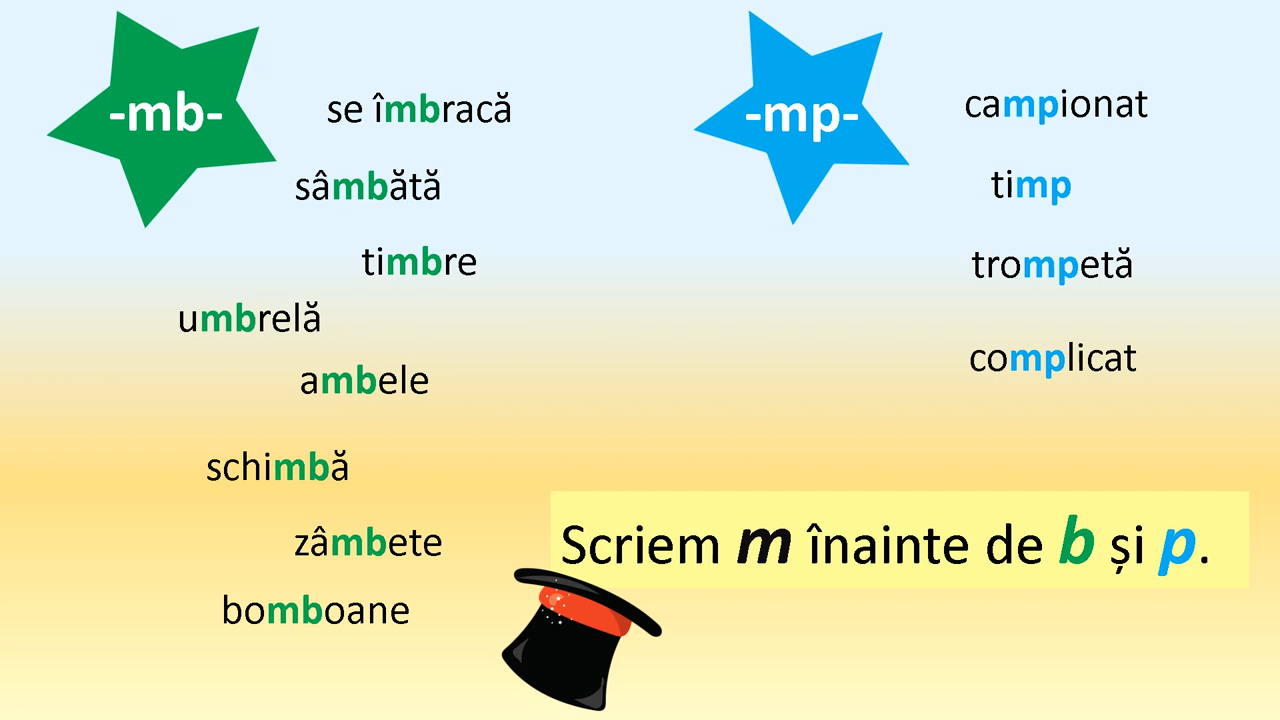 -mb-
se îmbracă
sâmbătă
timbre
umbrelă
ambele
schimbă
zâmbete
bomboane
-mp-
campionat
timp
trompetă
complicat
Scriem m înainte de b și p.